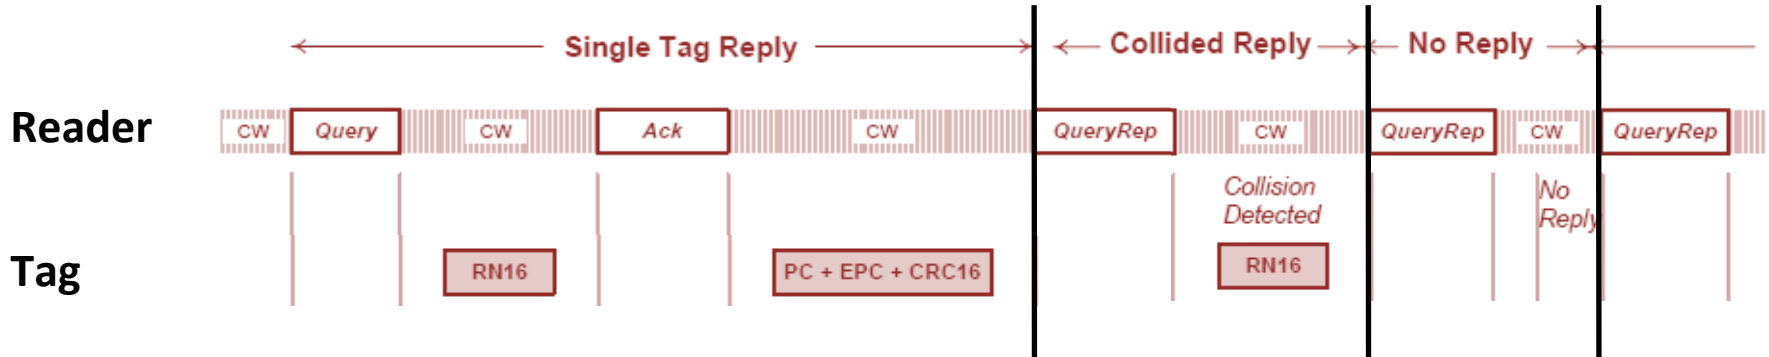 Single Tag Reply
Collided Reply
No Reply
Reader
CW
Query
CW
Ack
CW
QueryRep
CW
QueryRep
CW
QueryRep
Collision
Detected
No
Reply
Tag
RN16
PC + EPC + CRC16
RN16